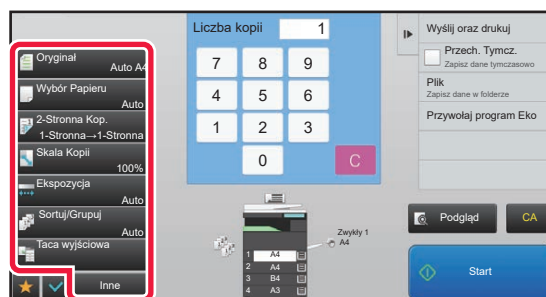 Oryginał
Auto A4
Wybór Papieru
Auto
2-Stronna Kop.
1-Stronna→1-Stronna
Skala Kopii
100%
Ekspozycja
Auto
Sortuj/Grupuj
Auto
Taca wyjściowa
Inne
Liczba kopii 1
7 8 9
4 5 6
1 2 3
0 C
Zwykły 1
A4
1 A4
2 A4
3 B4
4 A3
Wyślij oraz drukuj
Przech. Tymcz.
Zapisz dane tymczasowo
Plik
Zapisz dane w folderze
Przywołaj program Eko
Podgląd CA
Start